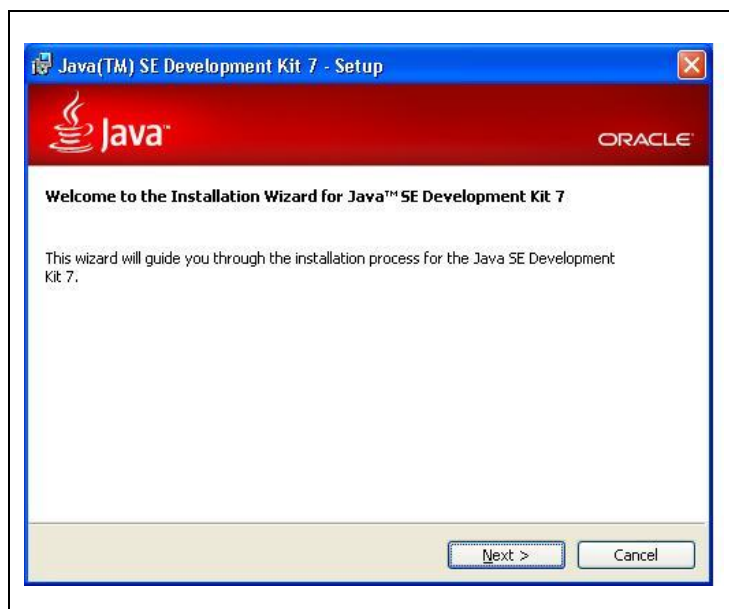 Java(TM) SE Development Kit 7 - Setup
Java™
ORACLE®
Welcome to the Installation Wizard for Java™ SE Development Kit 7
This wizard will guide you through the installation process for the Java SE Development
Kit 7.
Next >
Cancel